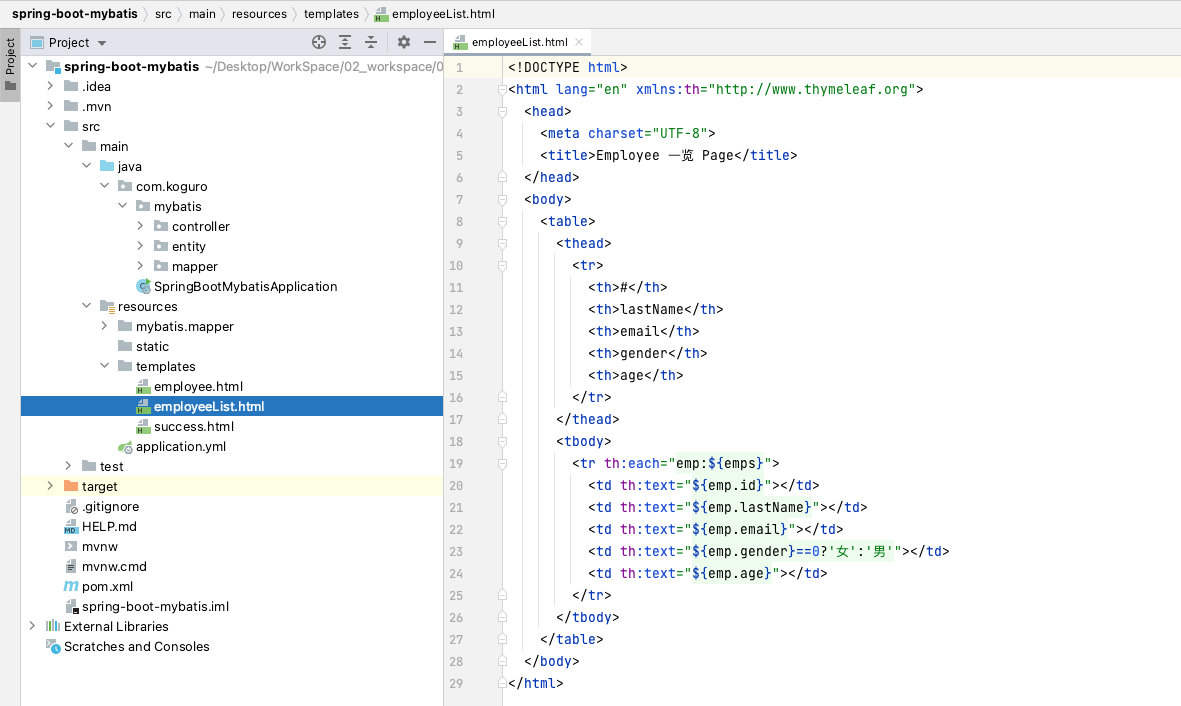 spring-boot-mybatis src main resources templates employeeList.html
Project
Project
employeeList.html
spring-boot-mybatis ~/Desktop/WorkSpace/02_workspace/0
.idea
.mvn
src
main
java
com.koguro
mybatis
controller
entity
mapper
SpringBootMybatisApplication
resources
mybatis.mapper
static
templates
employee.html
employeeList.html
success.html
application.yml
test
target
.gitignore
HELP.md
mvnw
mvnw.cmd
pom.xml
spring-boot-mybatis.iml
External Libraries
Scratches and Consoles
1 <!DOCTYPE html>
2 <html lang="en" xmlns:th="http://www.thymeleaf.org">
3 <head>
4 <meta charset="UTF-8">
5 <title>Employee 一览 Page</title>
6 </head>
7 <body>
8 <table>
9 <thead>
10 <tr>
11 <th>#</th>
12 <th>lastName</th>
13 <th>email</th>
14 <th>gender</th>
15 <th>age</th>
16 </tr>
17 </thead>
18 <tbody>
19 <tr th:each="emp:${emps}">
20 <td th:text="${emp.id}"></td>
21 <td th:text="${emp.lastName}"></td>
22 <td th:text="${emp.email}"></td>
23 <td th:text="${emp.gender}==0?'女':'男'"></td>
24 <td th:text="${emp.age}"></td>
25 </tr>
26 </tbody>
27 </table>
28 </body>
29 </html>